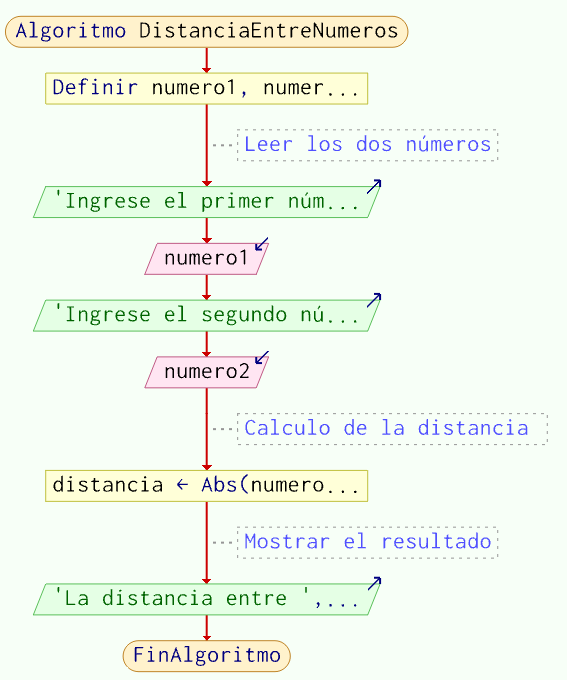 Algoritmo DistanciaEntreNumeros
Definir numero1, numer...
Leer los dos números
'Ingrese el primer núm...
numero1
'Ingrese el segundo nú...
numero2
Calculo de la distancia
distancia ← Abs(numero...
Mostrar el resultado
'La distancia entre ',...
FinAlgoritmo